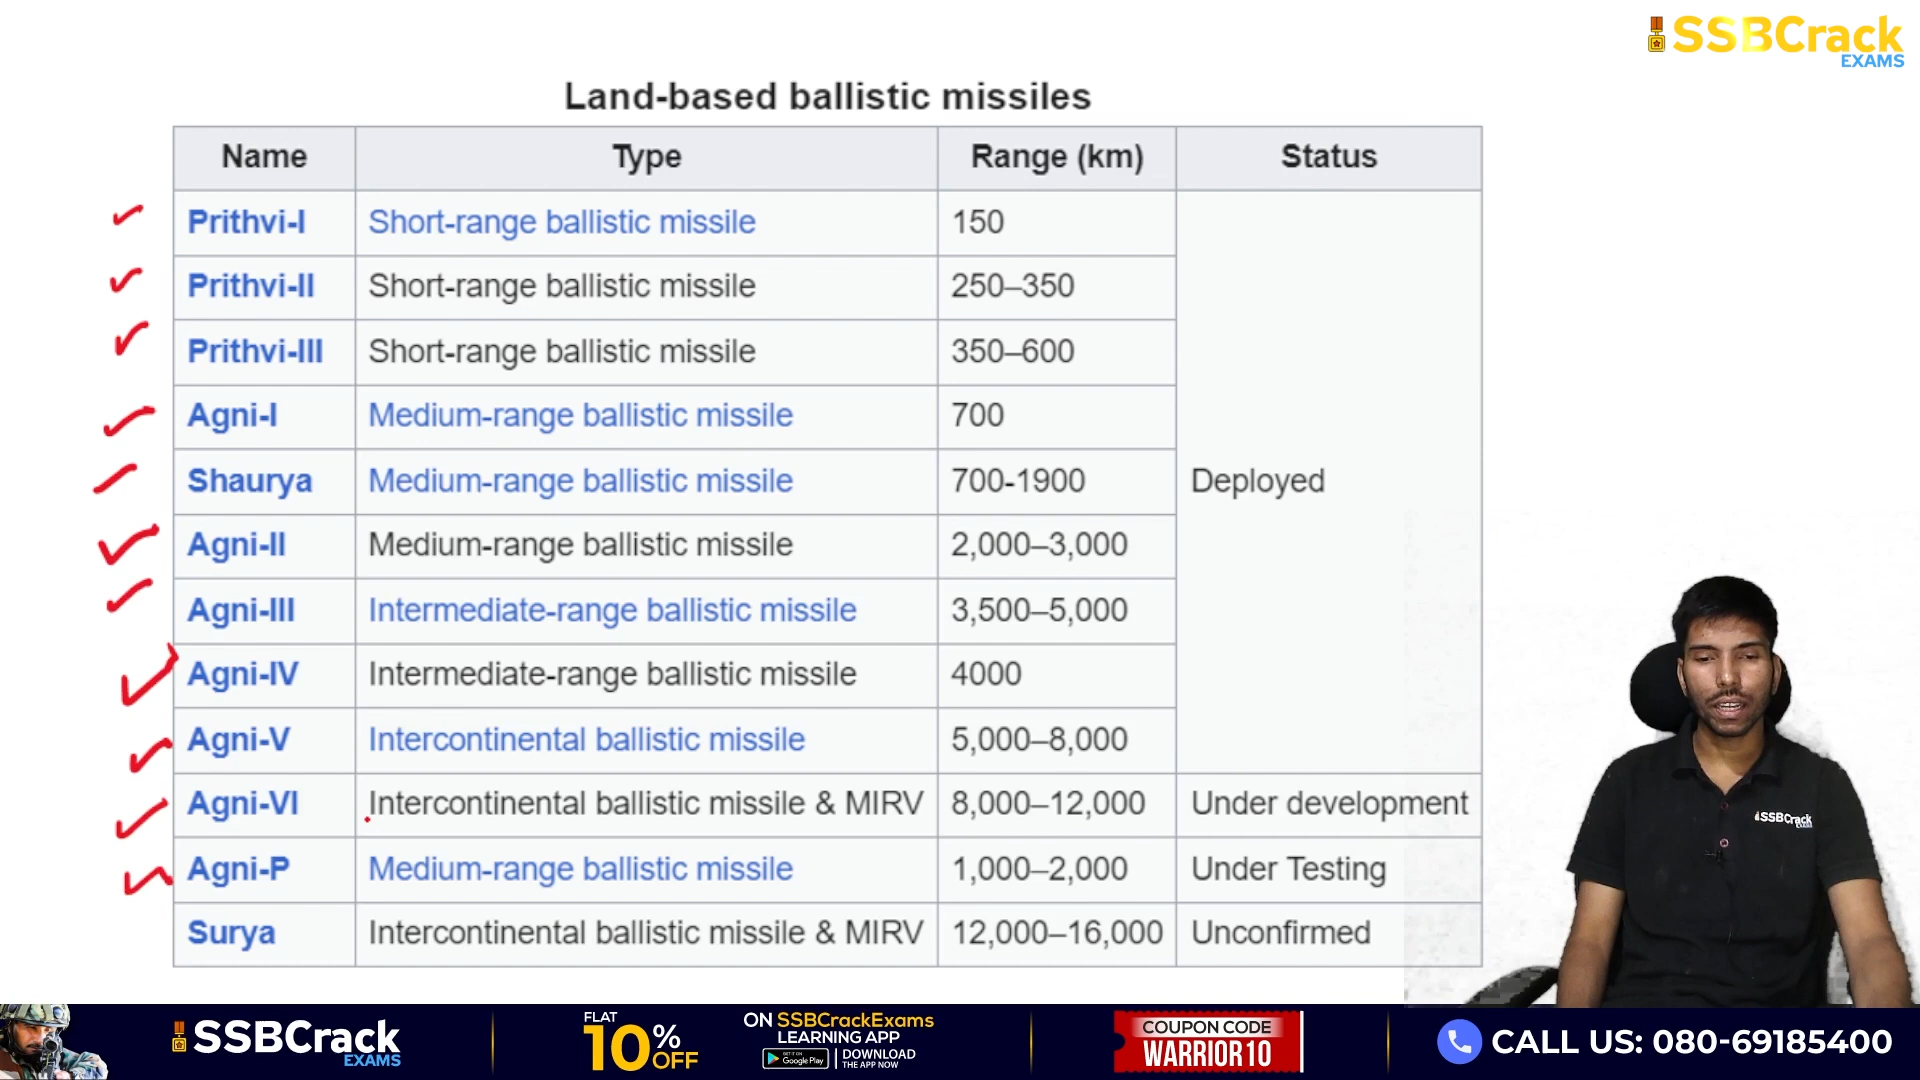 SSBCrack
EXAMS
Land-based ballistic missiles
Name Type Range (km) Status
Prithvi-I Short-range ballistic missile 150
Prithvi-II Short-range ballistic missile 250–350
Prithvi-III Short-range ballistic missile 350–600
Agni-I Medium-range ballistic missile 700
Shaurya Medium-range ballistic missile 700-1900 Deployed
Agni-II Medium-range ballistic missile 2,000–3,000
Agni-III Intermediate-range ballistic missile 3,500–5,000
Agni-IV Intermediate-range ballistic missile 4000
Agni-V Intercontinental ballistic missile 5,000–8,000
Agni-VI Intercontinental ballistic missile & MIRV 8,000–12,000 Under development
Agni-P Medium-range ballistic missile 1,000–2,000 Under Testing
Surya Intercontinental ballistic missile & MIRV 12,000–16,000 Unconfirmed
SSBCrack
EXAMS
SSBCrack
EXAMS
FLAT
10% OFF
ON SSBCrackExams
LEARNING APP
GET IT ON
Google Play
DOWNLOAD
THE APP NOW
COUPON CODE
WARRIOR10
CALL US: 080-69185400